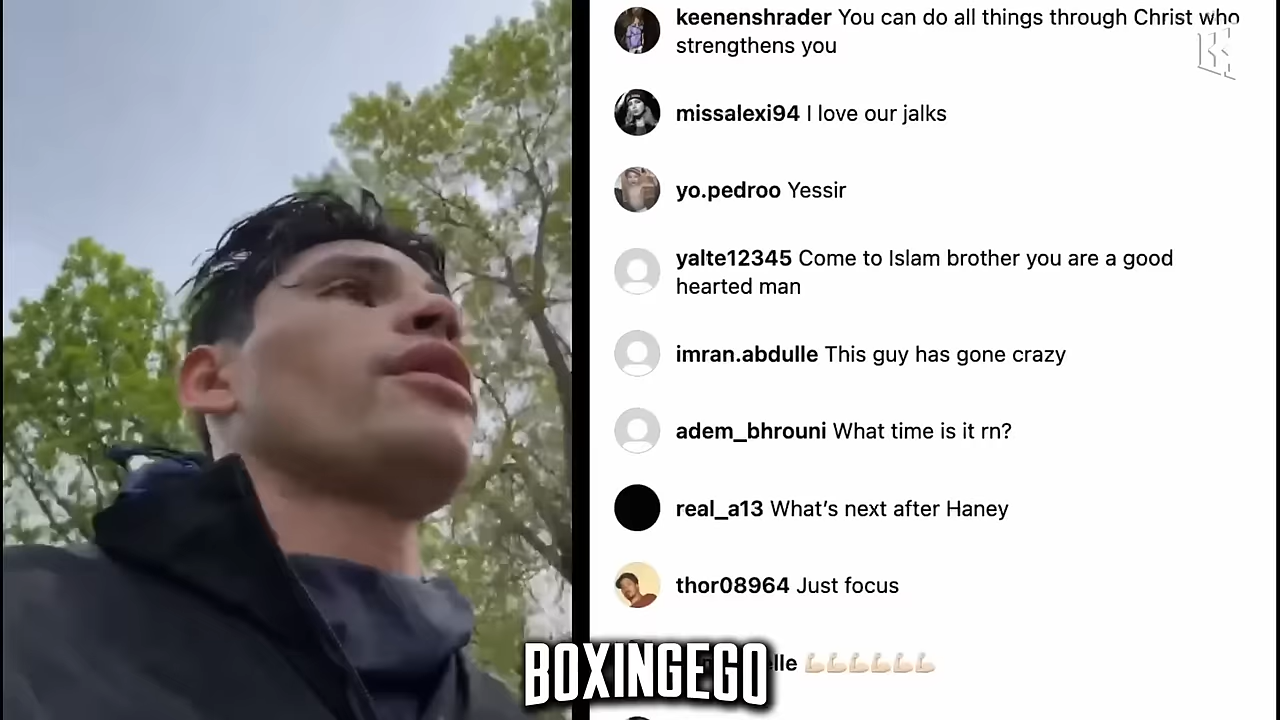 keenenshrader You can do all things through Christ who
strengthens you
missalexi94 I love our jalks
yo.pedroo Yessir
yalte12345 Come to Islam brother you are a good
hearted man
imran.abdulle This guy has gone crazy
adem_bhrouni What time is it rn?
real_a13 What's next after Haney
thor08964 Just focus
💪🏻💪🏻💪🏻💪🏻💪🏻💪🏻
BOXINGEGO